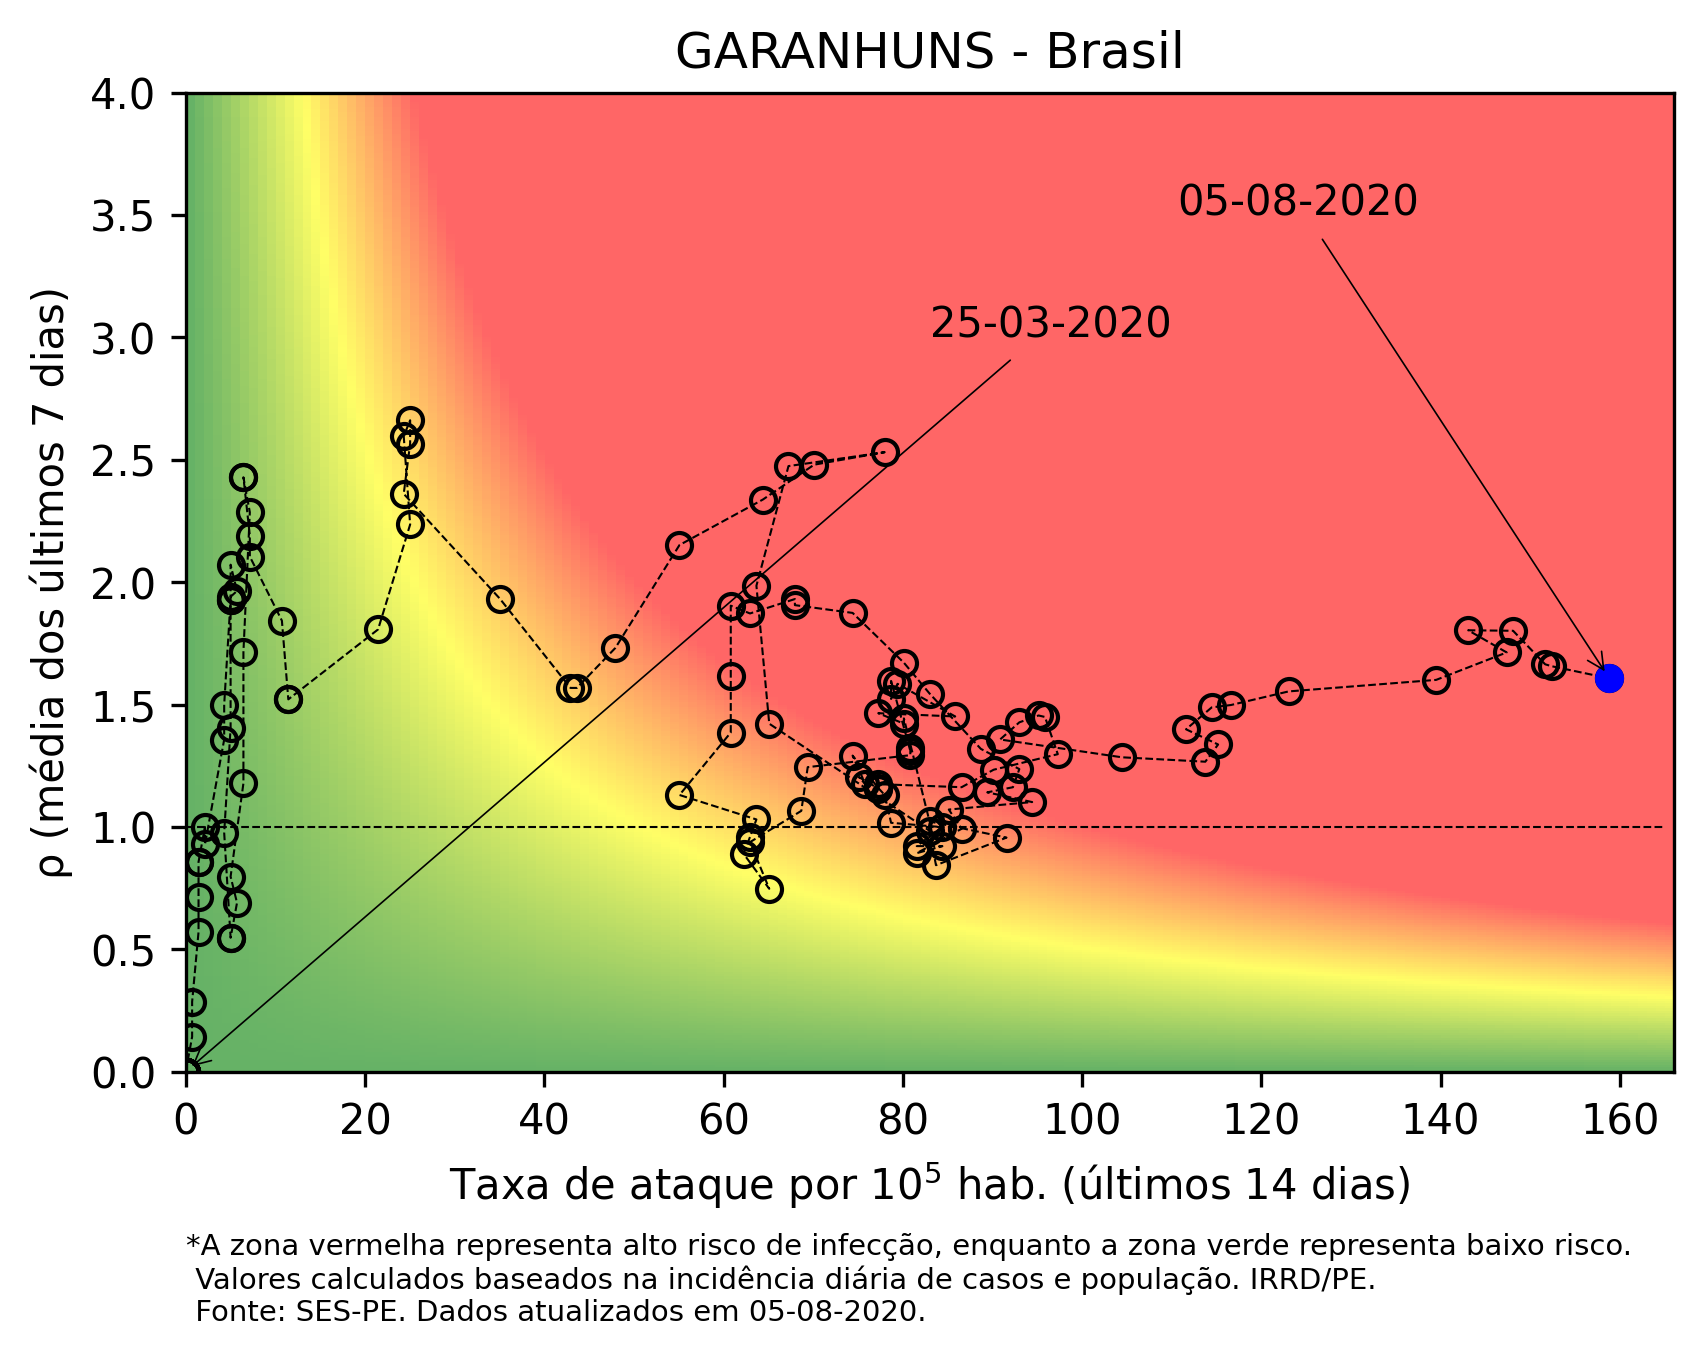 GARANHUNS - Brasil
4.0
3.5
3.0
2.5
2.0
1.5
1.0
0.5
0.0
ρ (média dos últimos 7 dias)
05-08-2020
25-03-2020
0 20 40 60 80 100 120 140 160
Taxa de ataque por 10⁵ hab. (últimos 14 dias)
*A zona vermelha representa alto risco de infecção, enquanto a zona verde representa baixo risco.
Valores calculados baseados na incidência diária de casos e população. IRRD/PE.
Fonte: SES-PE. Dados atualizados em 05-08-2020.